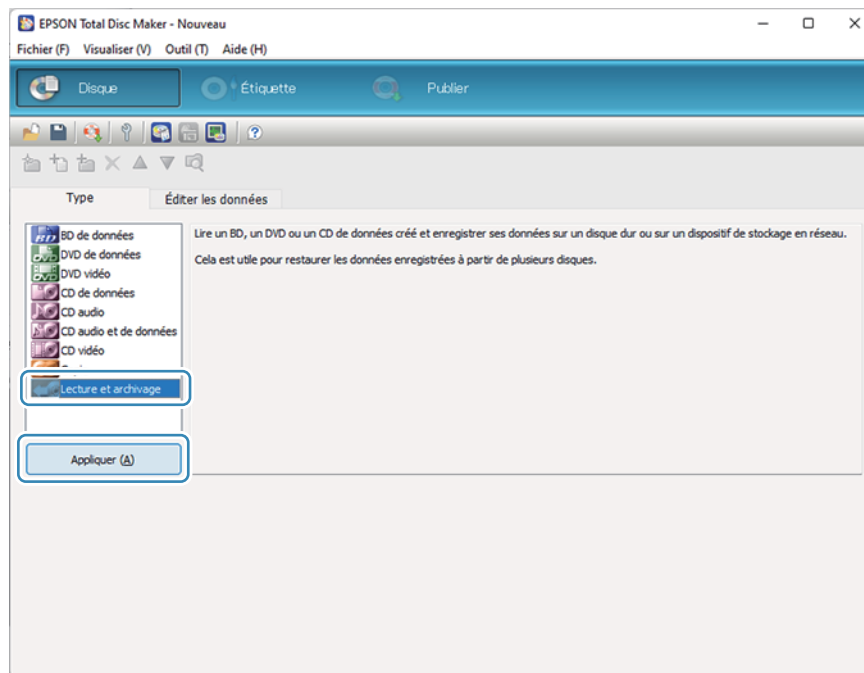 EPSON Total Disc Maker - Nouveau
Fichier (F) Visualiser (V) Outil (T) Aide (H)
Disque Étiquette Publier
Type Éditer les données
BD de données
DVD de données
DVD vidéo
CD de données
CD audio
CD audio et de données
CD vidéo
Lecture et archivage
Appliquer (A)
Lire un BD, un DVD ou un CD de données créé et enregistrer ses données sur un disque dur ou sur un dispositif de stockage en réseau.
Cela est utile pour restaurer les données enregistrées à partir de plusieurs disques.